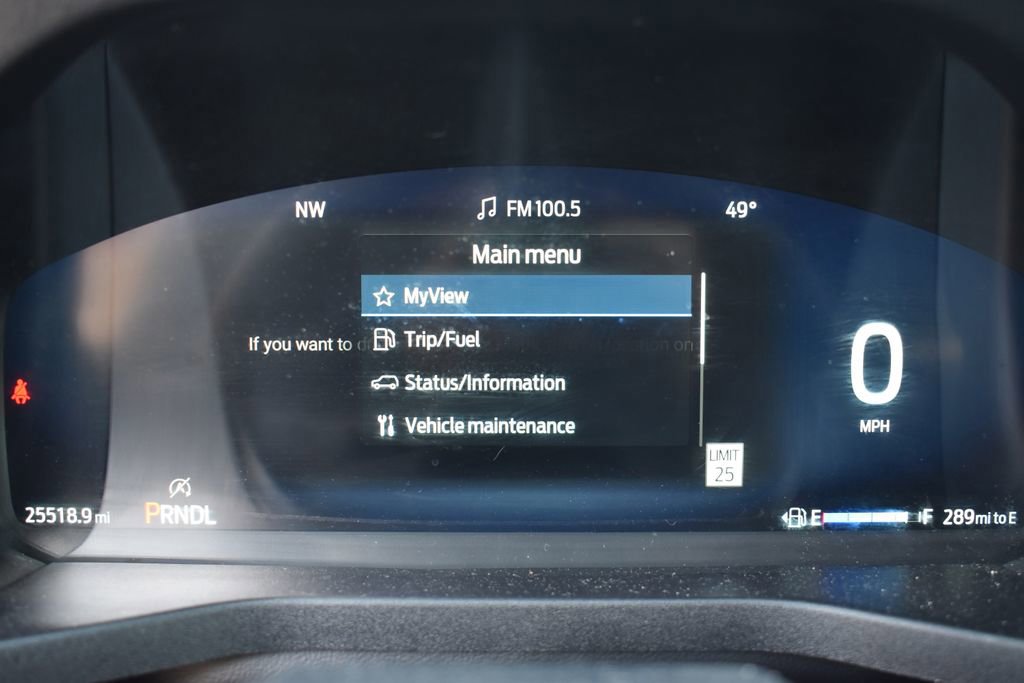 NW
FM 100.5
49°
Main menu
MyView
If you want to
Trip/Fuel
Status/Information
Vehicle maintenance
0
MPH
LIMIT
25
25518.9 mi
PRNDL
E
F
289 mi to E